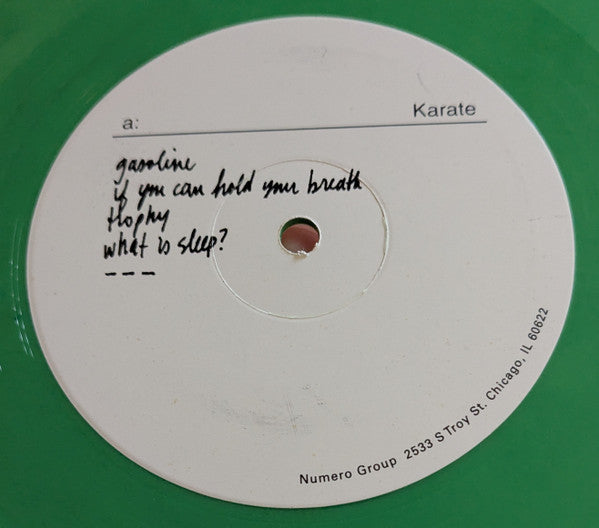 a: Karate
gasoline
if you can hold your breath
trophy
what is sleep?
---
Numero Group 2533 S Troy St. Chicago, IL 60622